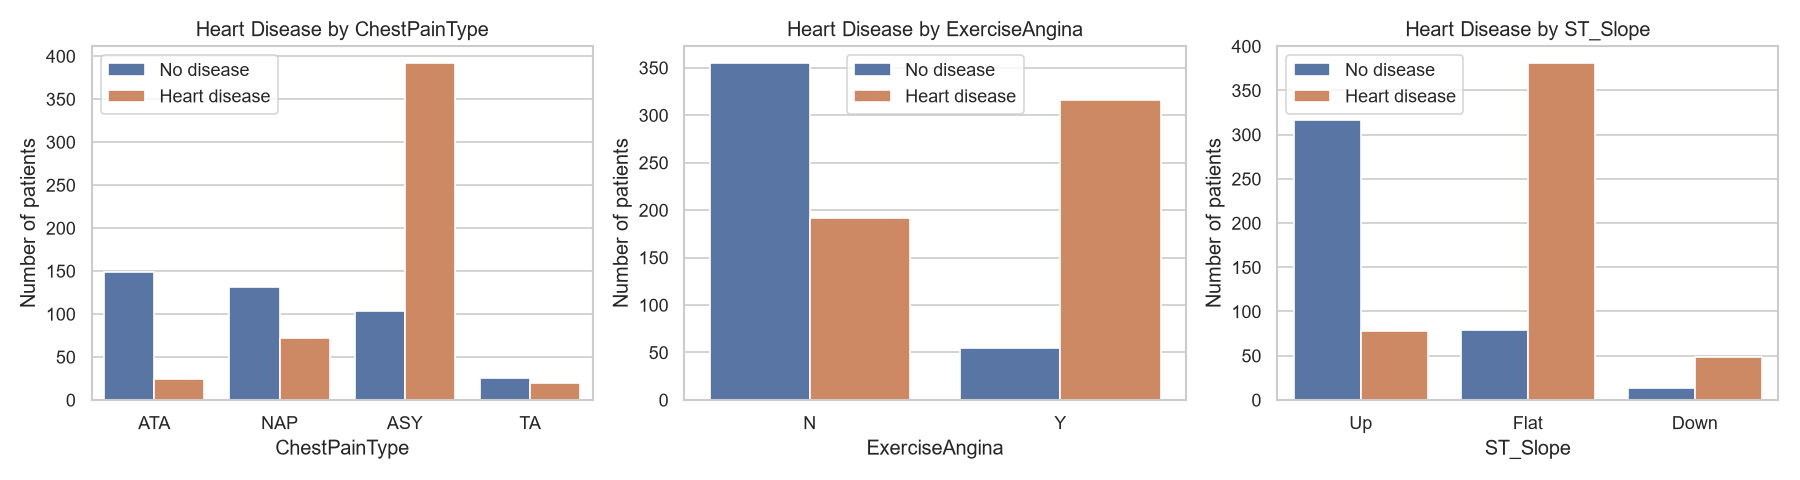 Heart Disease by ChestPainType
No disease
Heart disease
Number of patients
400
350
300
250
200
150
100
50
0
ATA NAP ASY TA
ChestPainType
Heart Disease by ExerciseAngina
No disease
Heart disease
Number of patients
350
300
250
200
150
100
50
0
N Y
ExerciseAngina
Heart Disease by ST_Slope
No disease
Heart disease
Number of patients
400
350
300
250
200
150
100
50
0
Up Flat Down
ST_Slope